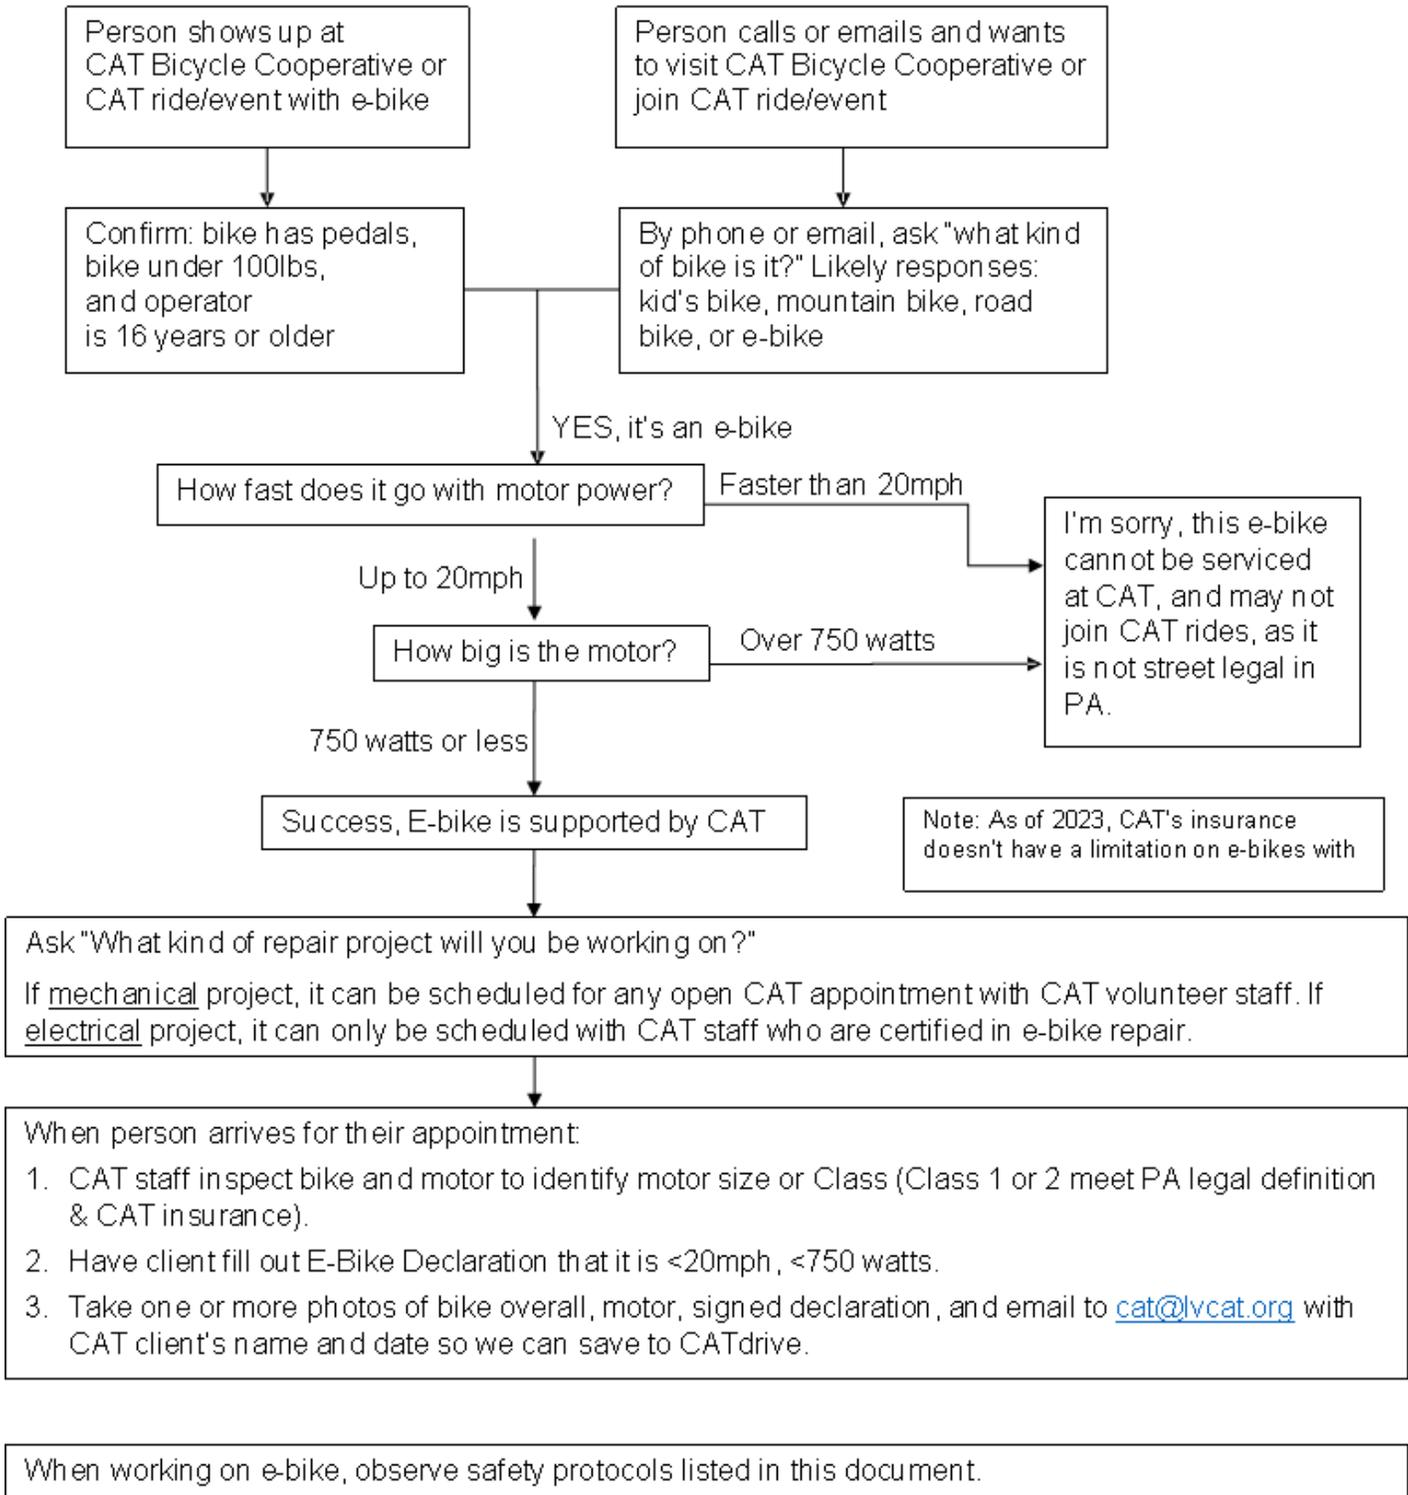 Person shows up at
CAT Bicycle Cooperative or
CAT ride/event with e-bike
Person calls or emails and wants
to visit CAT Bicycle Cooperative or
join CAT ride/event
Confirm: bike has pedals,
bike under 100lbs,
and operator
is 16 years or older
By phone or email, ask "what kind
of bike is it?" Likely responses:
kid's bike, mountain bike, road
bike, or e-bike
YES, it's an e-bike
How fast does it go with motor power?
Faster than 20mph
I'm sorry, this e-bike
cannot be serviced
at CAT, and may not
join CAT rides, as it
is not street legal in
PA.
Up to 20mph
How big is the motor?
Over 750 watts
750 watts or less
Success, E-bike is supported by CAT
Note: As of 2023, CAT's insurance
doesn't have a limitation on e-bikes with
Ask "What kind of repair project will you be working on?"
If mechanical project, it can be scheduled for any open CAT appointment with CAT volunteer staff. If
electrical project, it can only be scheduled with CAT staff who are certified in e-bike repair.
When person arrives for their appointment:
1. CAT staff inspect bike and motor to identify motor size or Class (Class 1 or 2 meet PA legal definition
& CAT insurance).
2. Have client fill out E-Bike Declaration that it is <20mph, <750 watts.
3. Take one or more photos of bike overall, motor, signed declaration, and email to cat@lvcat.org with
CAT client's name and date so we can save to CATdrive.
When working on e-bike, observe safety protocols listed in this document.